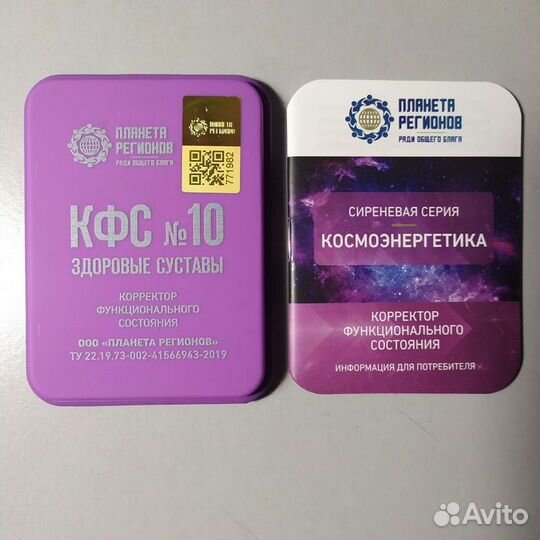 ПЛАНЕТА
РЕГИОНОВ
РАДИ ОБЩЕГО БЛАГА
771982
КФС №10
ЗДОРОВЫЕ СУСТАВЫ
КОРРЕКТОР
ФУНКЦИОНАЛЬНОГО
СОСТОЯНИЯ
ООО «ПЛАНЕТА РЕГИОНОВ»
ТУ 22.19.73-002-41566943-2019
ПЛАНЕТА
РЕГИОНОВ
РАДИ ОБЩЕГО БЛАГА
СИРЕНЕВАЯ СЕРИЯ
КОСМОЭНЕРГЕТИКА
КОРРЕКТОР
ФУНКЦИОНАЛЬНОГО
СОСТОЯНИЯ
ИНФОРМАЦИЯ ДЛЯ ПОТРЕБИТЕЛЯ
Avito